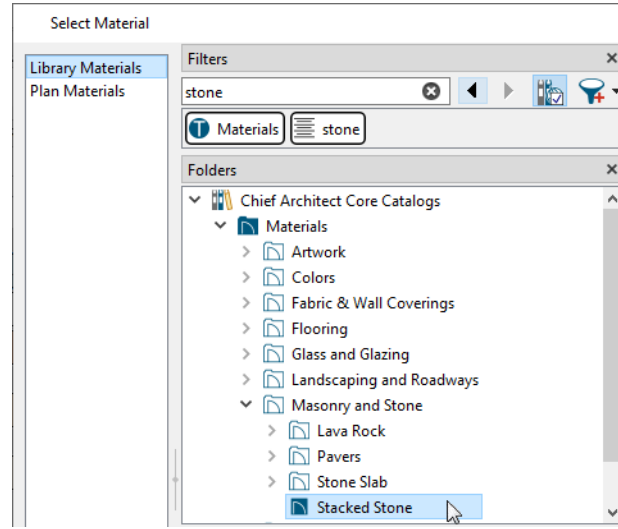 Select Material
Library Materials
Plan Materials
Filters
stone
Materials
stone
Folders
Chief Architect Core Catalogs
Materials
Artwork
Colors
Fabric & Wall Coverings
Flooring
Glass and Glazing
Landscaping and Roadways
Masonry and Stone
Lava Rock
Pavers
Stone Slab
Stacked Stone